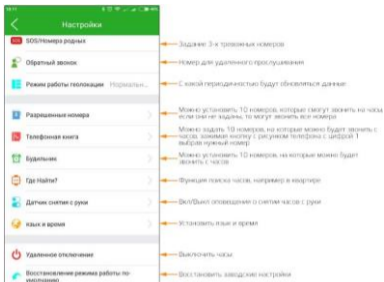 Настройки
SOS/Номера родных
Задание 3-х тревожных номеров
Обратный звонок
Номер для удаленного прослушивания
Режим работы геолокации Нормальн...
С какой периодичностью будут обновляться данные
Разрешенные номера
Можно установить 10 номеров, которые смогут звонить на часы,
если они не заданы, то могут звонить все номера
Телефонная книга
Можно задать 10 номеров, на которые можно будет звонить с
часов, зажимая кнопку с рисунком телефона с цифрой 1
выбрав нужный номер
Будильник
Можно установить 10 номеров, на которые можно будет
звонить с часов
Где Найти?
Функция поиска часов, например в квартире
Датчик снятия с руки
Вкл/Выкл оповещения о снятии часов с руки
язык и время
Установить язык и время
Удаленное отключение
Выключить часы
Восстановление режима работы по
умолчанию
Восстановить заводские настройки